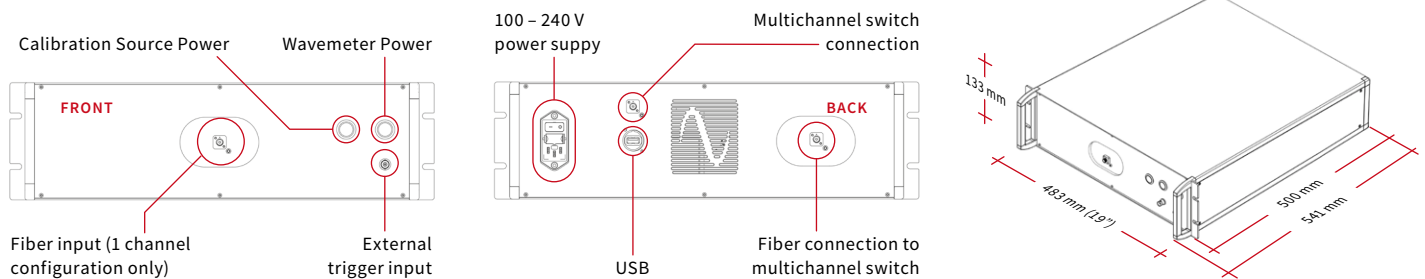 Calibration Source Power
Wavemeter Power
FRONT
Fiber input (1 channel
configuration only)
External
trigger input
100 – 240 V
power suppy
Multichannel switch
connection
BACK
USB
Fiber connection to
multichannel switch
133 mm
483 mm (19”)
500 mm
541 mm